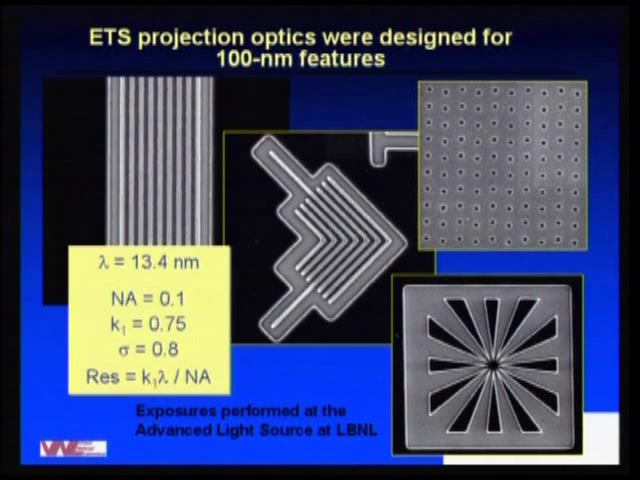 ETS projection optics were designed for
100-nm features
λ = 13.4 nm
NA = 0.1
k₁ = 0.75
σ = 0.8
Res = k₁λ / NA
Exposures performed at the
Advanced Light Source at LBNL
VNL